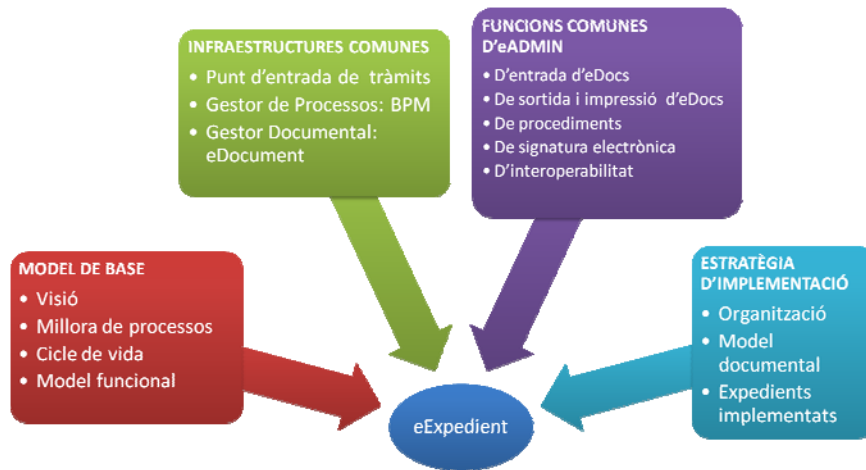 INFRAESTRUCTURES COMUNES
• Punt d'entrada de tràmits
• Gestor de Processos: BPM
• Gestor Documental:
eDocument
FUNCIONS COMUNES
D'eADMIN
• D'entrada d'eDocs
• De sortida i impressió d'eDocs
• De procediments
• De signatura electrònica
• D'interoperabilitat
MODEL DE BASE
• Visió
• Millora de processos
• Cicle de vida
• Model funcional
ESTRATÈGIA
D'IMPLEMENTACIÓ
• Organització
• Model
documental
• Expedients
implementats
eExpedient